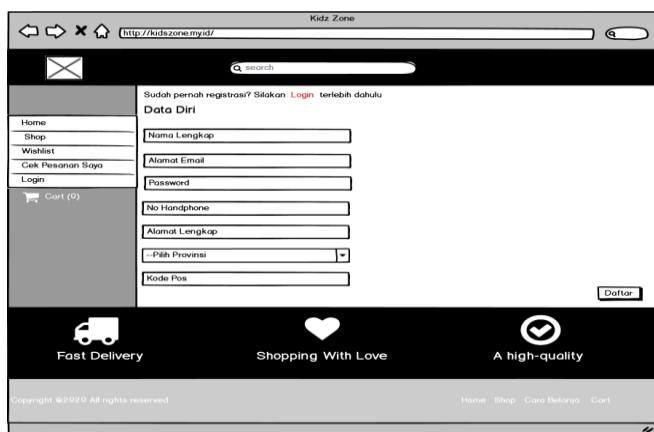 Kidz Zone
http://kidszone.my.id/
search
Sudah pernah registrasi? Silakan Login terlebih dahulu
Data Diri
Home
Shop
Wishlist
Cek Pesanan Saya
Login
Cart (0)
Nama Lengkap
Alamat Email
Password
No Handphone
Alamat Lengkap
--Pilih Provinsi
Kode Pos
Daftar
Fast Delivery
Shopping With Love
A high-quality
Copyright ©2020 All rights reserved
Home Shop Cara Belanja Cart